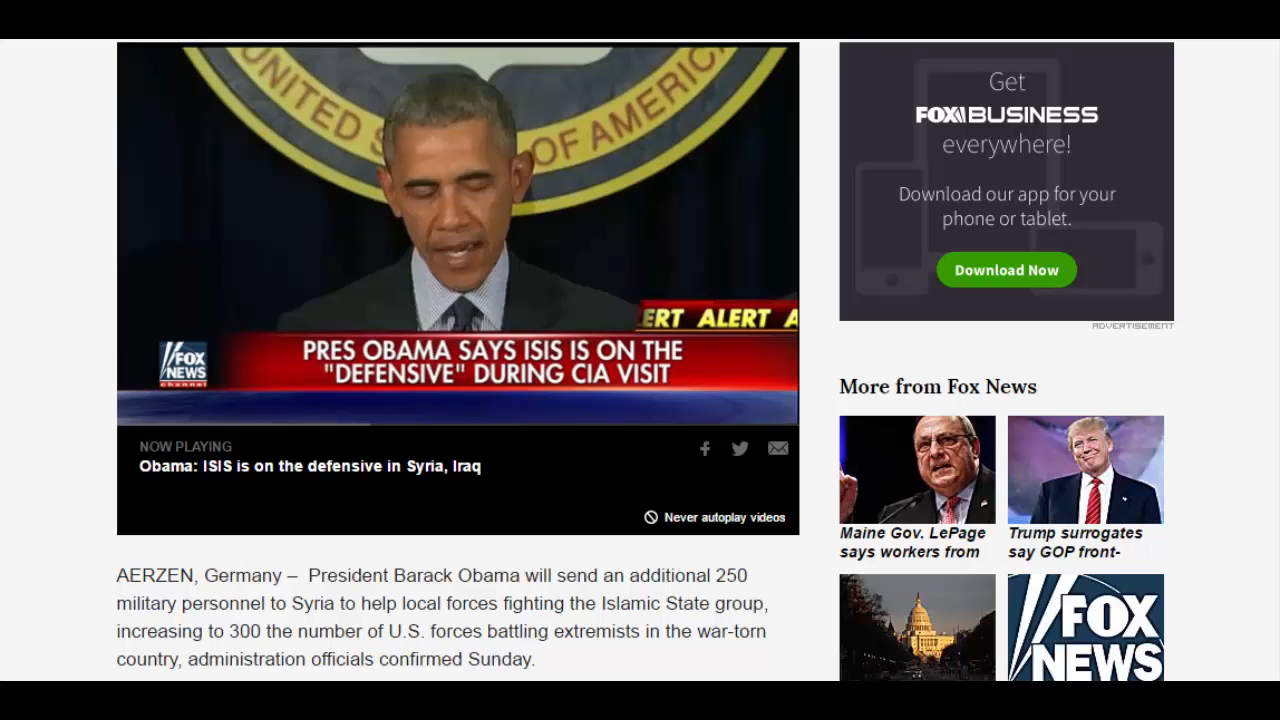 UNITED S
OF AMERICA
ERT ALERT A
FOX
NEWS
channel
PRES OBAMA SAYS ISIS IS ON THE
"DEFENSIVE" DURING CIA VISIT
NOW PLAYING
Obama: ISIS is on the defensive in Syria, Iraq
Never autoplay videos
AERZEN, Germany – President Barack Obama will send an additional 250
military personnel to Syria to help local forces fighting the Islamic State group,
increasing to 300 the number of U.S. forces battling extremists in the war-torn
country, administration officials confirmed Sunday.
Get
FOX BUSINESS
everywhere!
Download our app for your
phone or tablet.
Download Now
ADVERTISEMENT
More from Fox News
Maine Gov. LePage
says workers from
Trump surrogates
say GOP front-
FOX
NEWS